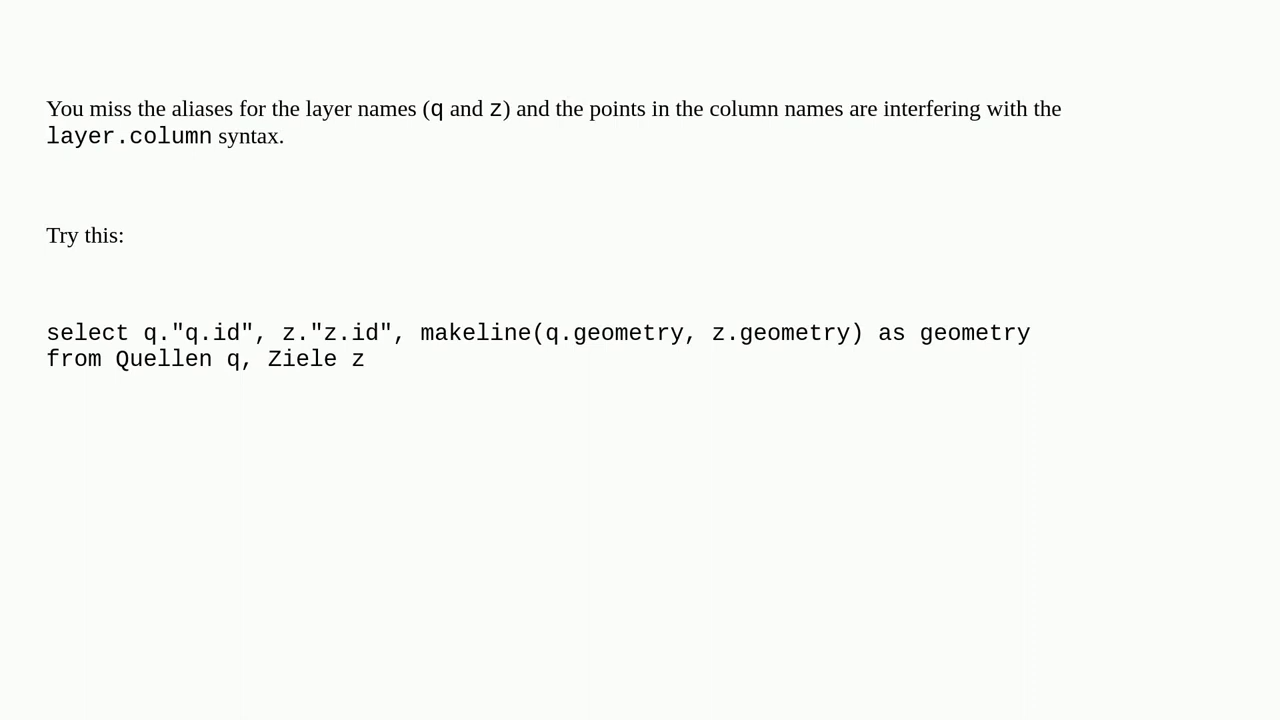 You miss the aliases for the layer names (q and z) and the points in the column names are interfering with the
layer.column syntax.
Try this:
select q."q.id", z."z.id", makeline(q.geometry, z.geometry) as geometry
from Quellen q, Ziele z